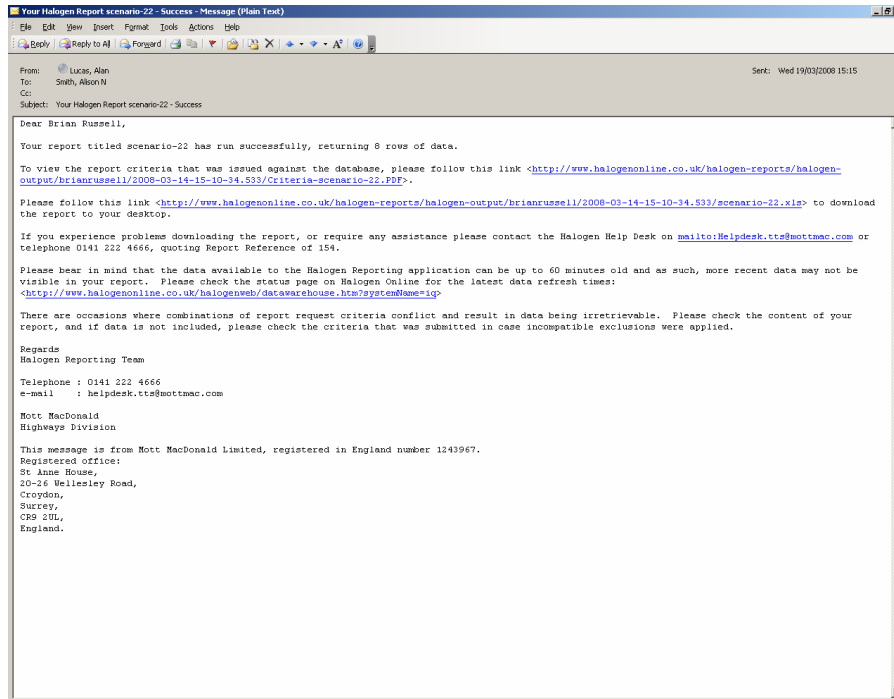 Your Halogen Report scenario-22 - Success - Message (Plain Text)
File Edit View Insert Format Tools Actions Help
Reply Reply to All Forward
From: Lucas, Alan Sent: Wed 19/03/2008 15:15
To: Smith, Alison N
Cc:
Subject: Your Halogen Report scenario-22 - Success
Dear Brian Russell,
Your report titled scenario-22 has run successfully, returning 8 rows of data.
To view the report criteria that was issued against the database, please follow this link <http://www.halogenonline.co.uk/halogen-reports/halogen-
output/brianrussell/2008-03-14-15-10-34.533/Criteria-scenario-22.PDF>.
Please follow this link <http://www.halogenonline.co.uk/halogen-reports/halogen-output/brianrussell/2008-03-14-15-10-34.533/scenario-22.xls> to download
the report to your desktop.
If you experience problems downloading the report, or require any assistance please contact the Halogen Help Desk on mailto:Helpdesk.tts@mottmac.com or
telephone 0141 222 4666, quoting Report Reference of 154.
Please bear in mind that the data available to the Halogen Reporting application can be up to 60 minutes old and as such, more recent data may not be
visible in your report. Please check the status page on Halogen Online for the latest data refresh times:
<http://www.halogenonline.co.uk/halogenweb/datawarehouse.htm?systemName=iq>
There are occasions where combinations of report request criteria conflict and result in data being irretrievable. Please check the content of your
report, and if data is not included, please check the criteria that was submitted in case incompatible exclusions were applied.
Regards
Halogen Reporting Team
Telephone : 0141 222 4666
e-mail : helpdesk.tts@mottmac.com
Mott MacDonald
Highways Division
This message is from Mott MacDonald Limited, registered in England number 1243967.
Registered office:
St Anne House,
20-26 Wellesley Road,
Croydon,
Surrey,
CR9 2UL,
England.